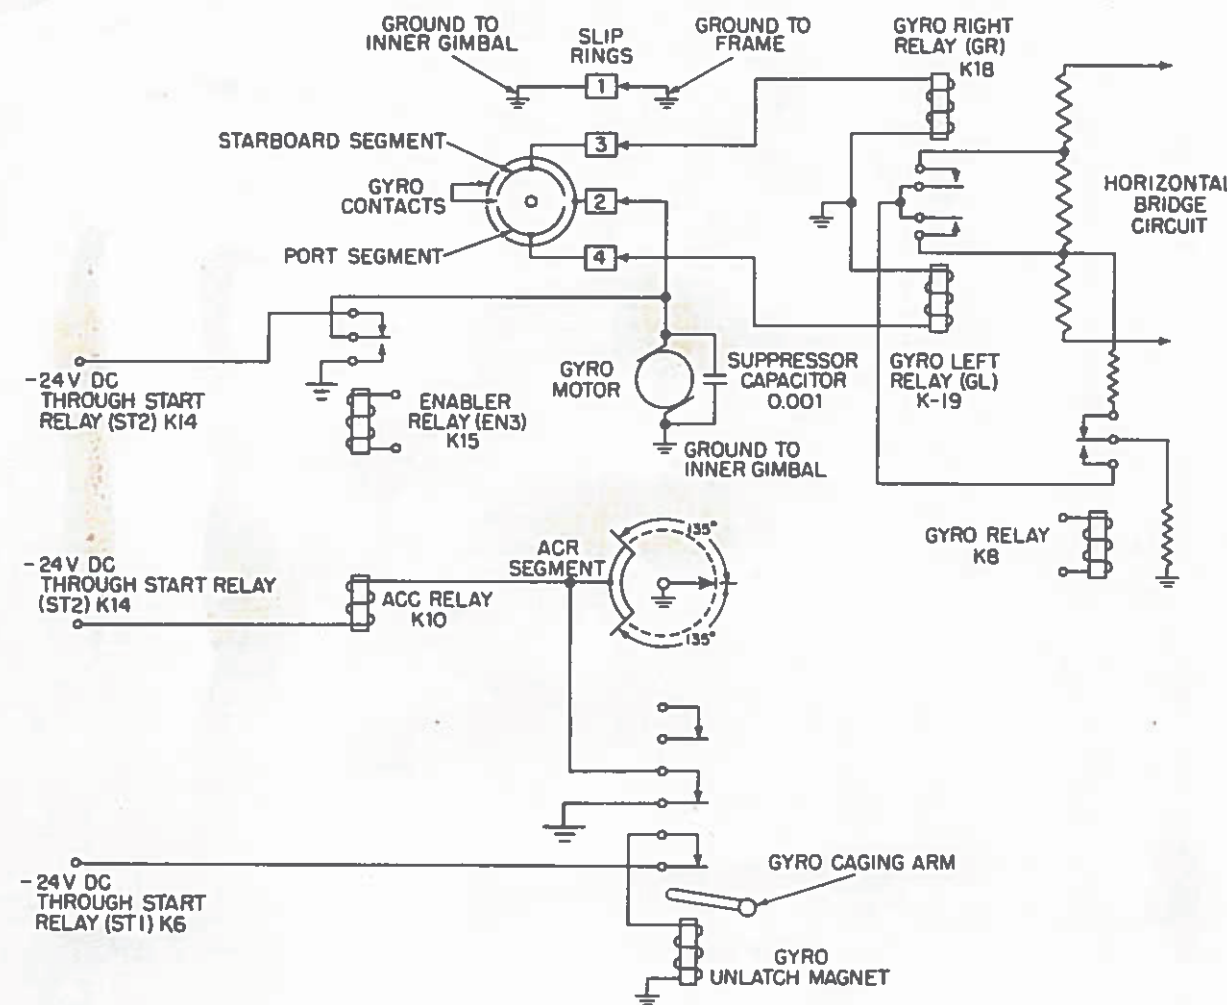 GROUND TO
INNER GIMBAL
SLIP
RINGS
GROUND TO
FRAME
GYRO RIGHT
RELAY (GR)
K18
1
STARBOARD SEGMENT
3
GYRO
CONTACTS
2
HORIZONTAL
BRIDGE
CIRCUIT
PORT SEGMENT
4
-24V DC
THROUGH START
RELAY (ST2) K14
ENABLER
RELAY (EN3)
K15
GYRO
MOTOR
SUPPRESSOR
CAPACITOR
0.001
GYRO LEFT
RELAY (GL)
K-19
GROUND TO
INNER GIMBAL
GYRO RELAY
K8
-24V DC
THROUGH START RELAY
(ST2) K14
ACC RELAY
K10
ACR
SEGMENT
135°
135°
-24V DC
THROUGH START
RELAY (ST1) K6
GYRO CAGING ARM
GYRO
UNLATCH MAGNET